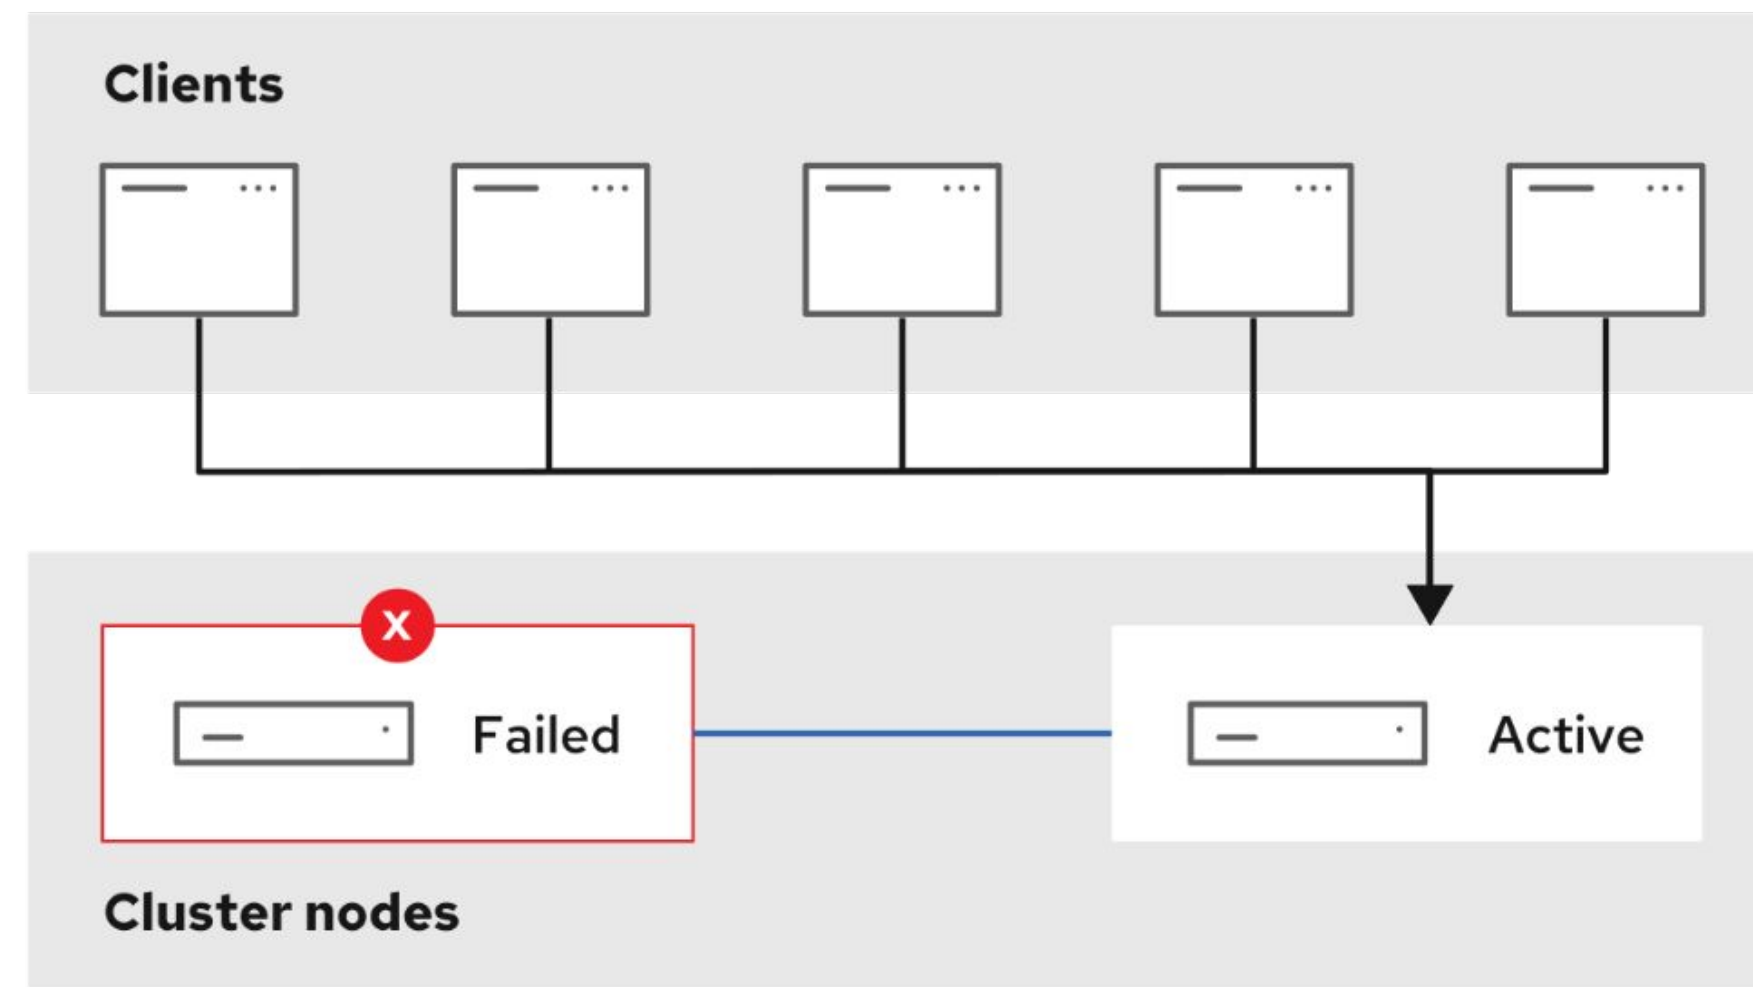 Clients
X
Failed
Active
Cluster nodes